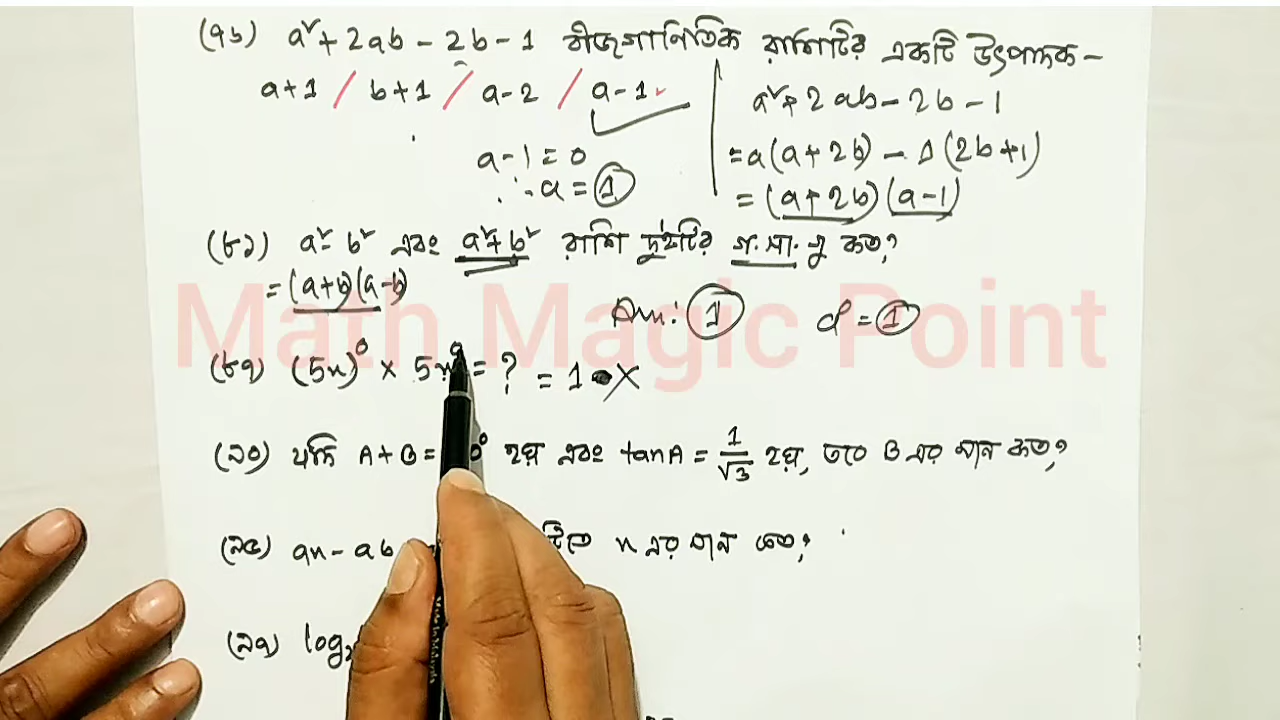 (৭৬) a² + 2ab - 2b - 1 বীজগানিতিক রাশিটির একটি উৎপাদক -
a+1 / b+1 / a-2 / a-1
a-1 = 0
∴ a = 1
a² + 2ab - 2b - 1
= a(a+2b) - 1(2b+1)
= (a+2b)(a-1)
(৮১) a² - b² এবং a² + b² রাশি দুইটির গ.সা.গু কত?
= (a+b)(a-b)
Ans: 1 d = 1
Math Magic Point
(৮৭) (5x)⁰ × 5x⁰ = ? = 1 × 
(৯০) যদি A+B = হয় এবং tanA = 1/√3 হয়, তবে B এর মান কত?
(৯৫) ax - ab x এর মান কত?
(৯৭) log